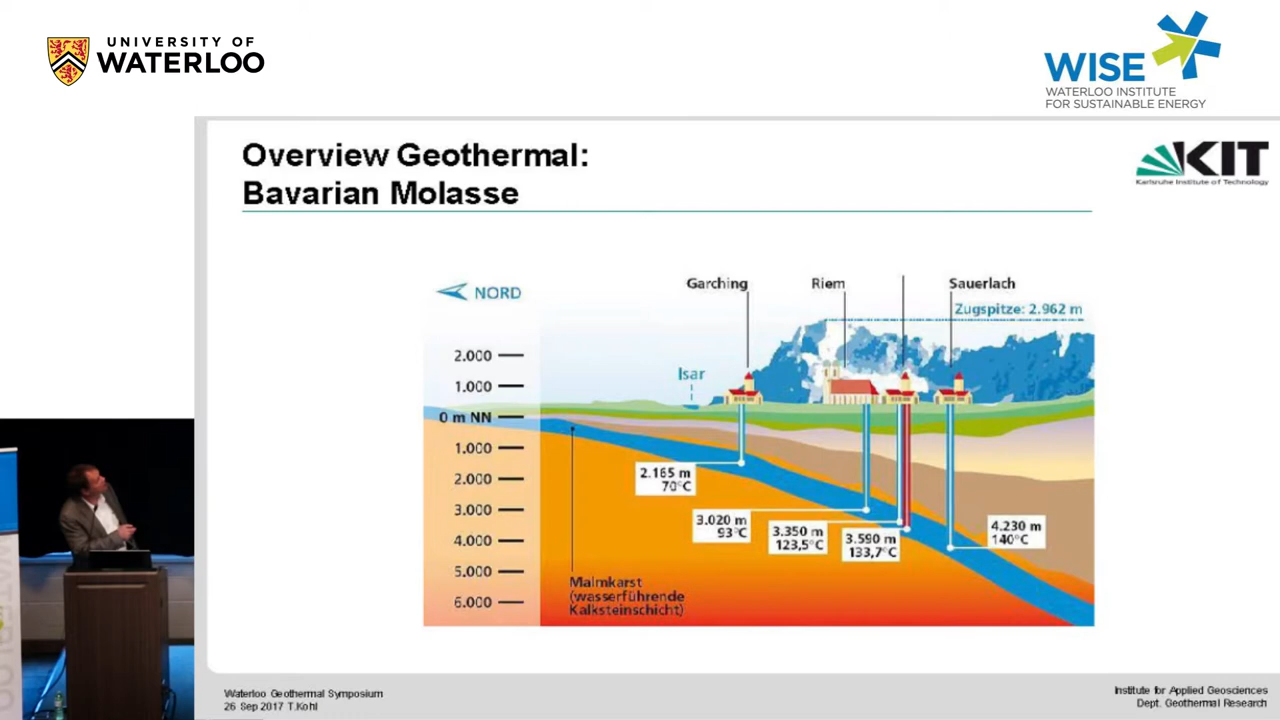 UNIVERSITY OF
WATERLOO
WISE
WATERLOO INSTITUTE
FOR SUSTAINABLE ENERGY
Overview Geothermal:
Bavarian Molasse
KIT
Karlsruhe Institute of Technology
NORD
Garching
Riem
Sauerlach
Zugspitze: 2.962 m
Isar
2.000
1.000
0 m NN
1.000
2.000
3.000
4.000
5.000
6.000
2.165 m
70°C
3.020 m
93°C
3.350 m
123,5°C
3.590 m
133,7°C
4.230 m
140°C
Malmkarst
(wasserführende
Kalksteinschicht)
Waterloo Geothermal Symposium
26 Sep 2017 T.Kohl
Institute for Applied Geosciences
Dept. Geothermal Research